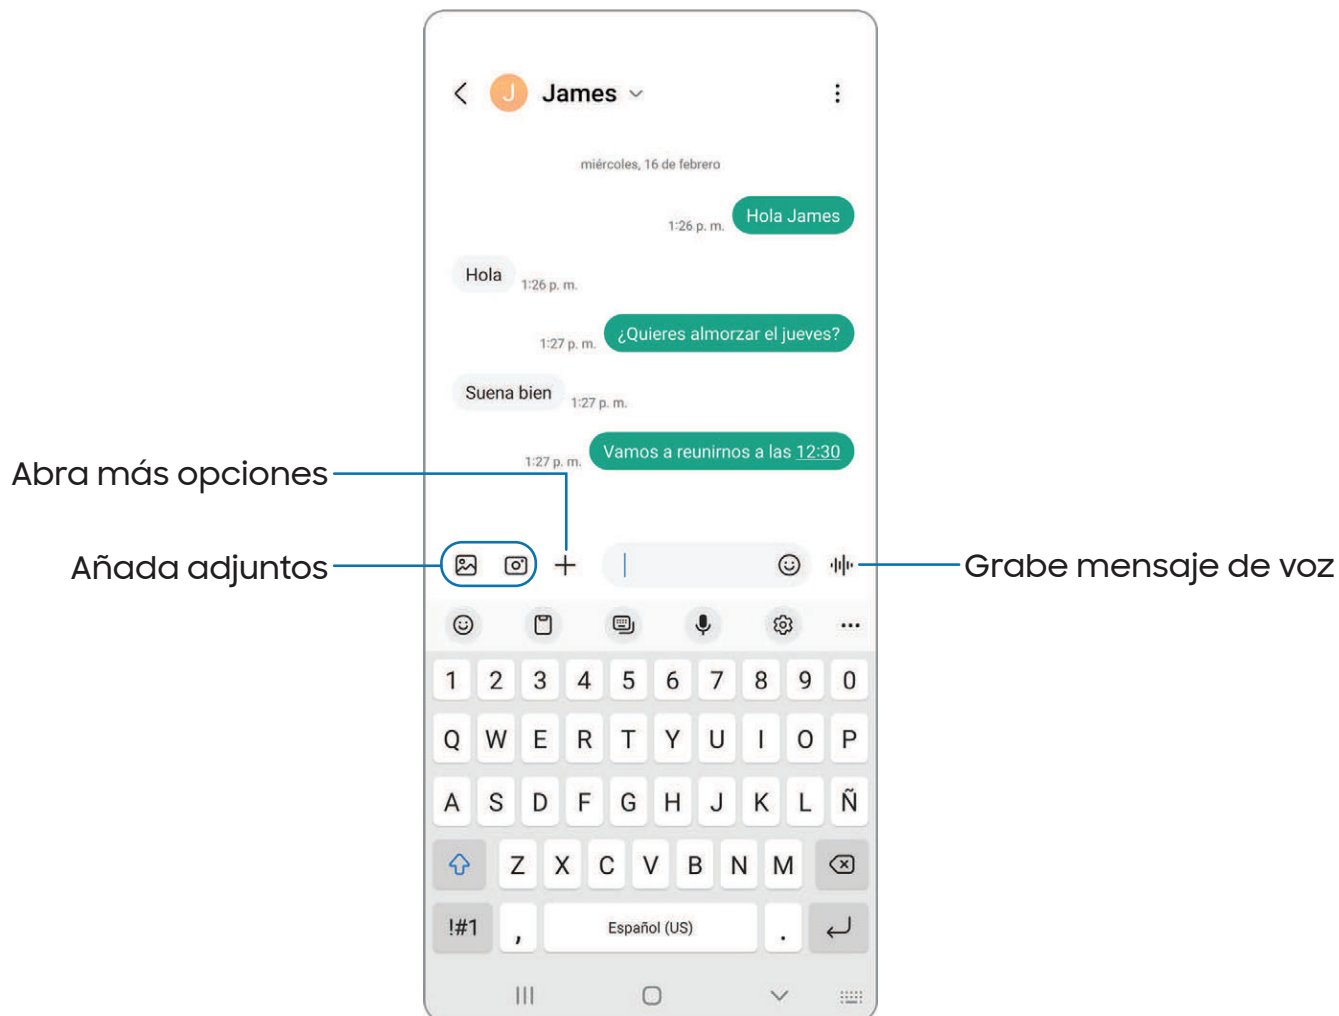 J James
miércoles, 16 de febrero
1:26 p. m. Hola James
Hola 1:26 p. m.
1:27 p. m. ¿Quieres almorzar el jueves?
Suena bien 1:27 p. m.
1:27 p. m. Vamos a reunirnos a las 12:30
Abra más opciones
Añada adjuntos
Grabe mensaje de voz
1 2 3 4 5 6 7 8 9 0
Q W E R T Y U I O P
A S D F G H J K L Ñ
Z X C V B N M
!#1 , Español (US) .